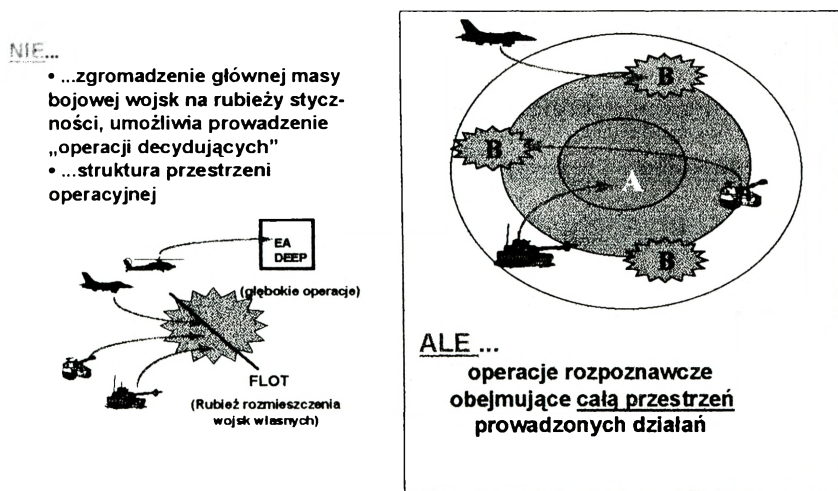 NIE...
• ...zgromadzenie głównej masy
bojowej wojsk na rubieży stycz-
ności, umożliwia prowadzenie
„operacji decydujących”
• ...struktura przestrzeni
operacyjnej
EA
DEEP
(głębokie operacje)
FLOT
(Rubież rozmieszczenia
wojsk własnych)
B
B
A
B
ALE ...
operacje rozpoznawcze
obejmujące całą przestrzeń
prowadzonych działań